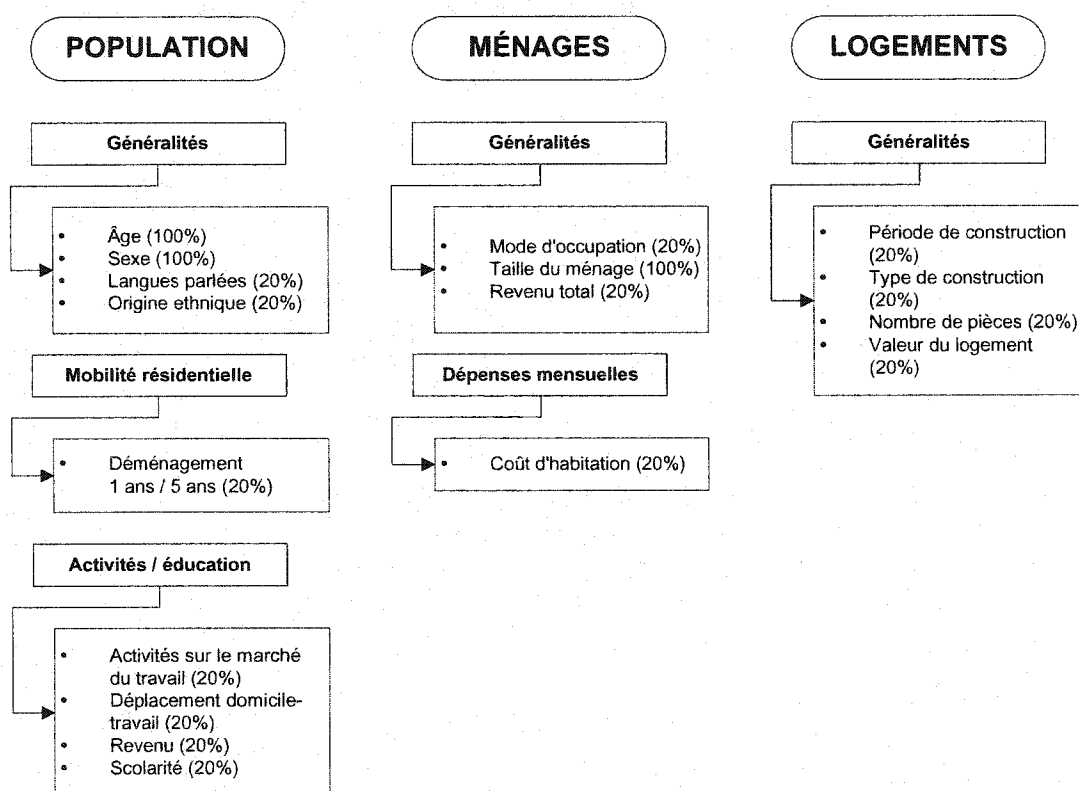 POPULATION
Généralités
• Âge (100%)
• Sexe (100%)
• Langues parlées (20%)
• Origine ethnique (20%)
Mobilité résidentielle
• Déménagement
1 ans / 5 ans (20%)
Activités / éducation
• Activités sur le marché
du travail (20%)
• Déplacement domicile-
travail (20%)
• Revenu (20%)
• Scolarité (20%)
MÉNAGES
Généralités
• Mode d'occupation (20%)
• Taille du ménage (100%)
• Revenu total (20%)
Dépenses mensuelles
• Coût d'habitation (20%)
LOGEMENTS
Généralités
• Période de construction
(20%)
• Type de construction
(20%)
• Nombre de pièces (20%)
• Valeur du logement
(20%)